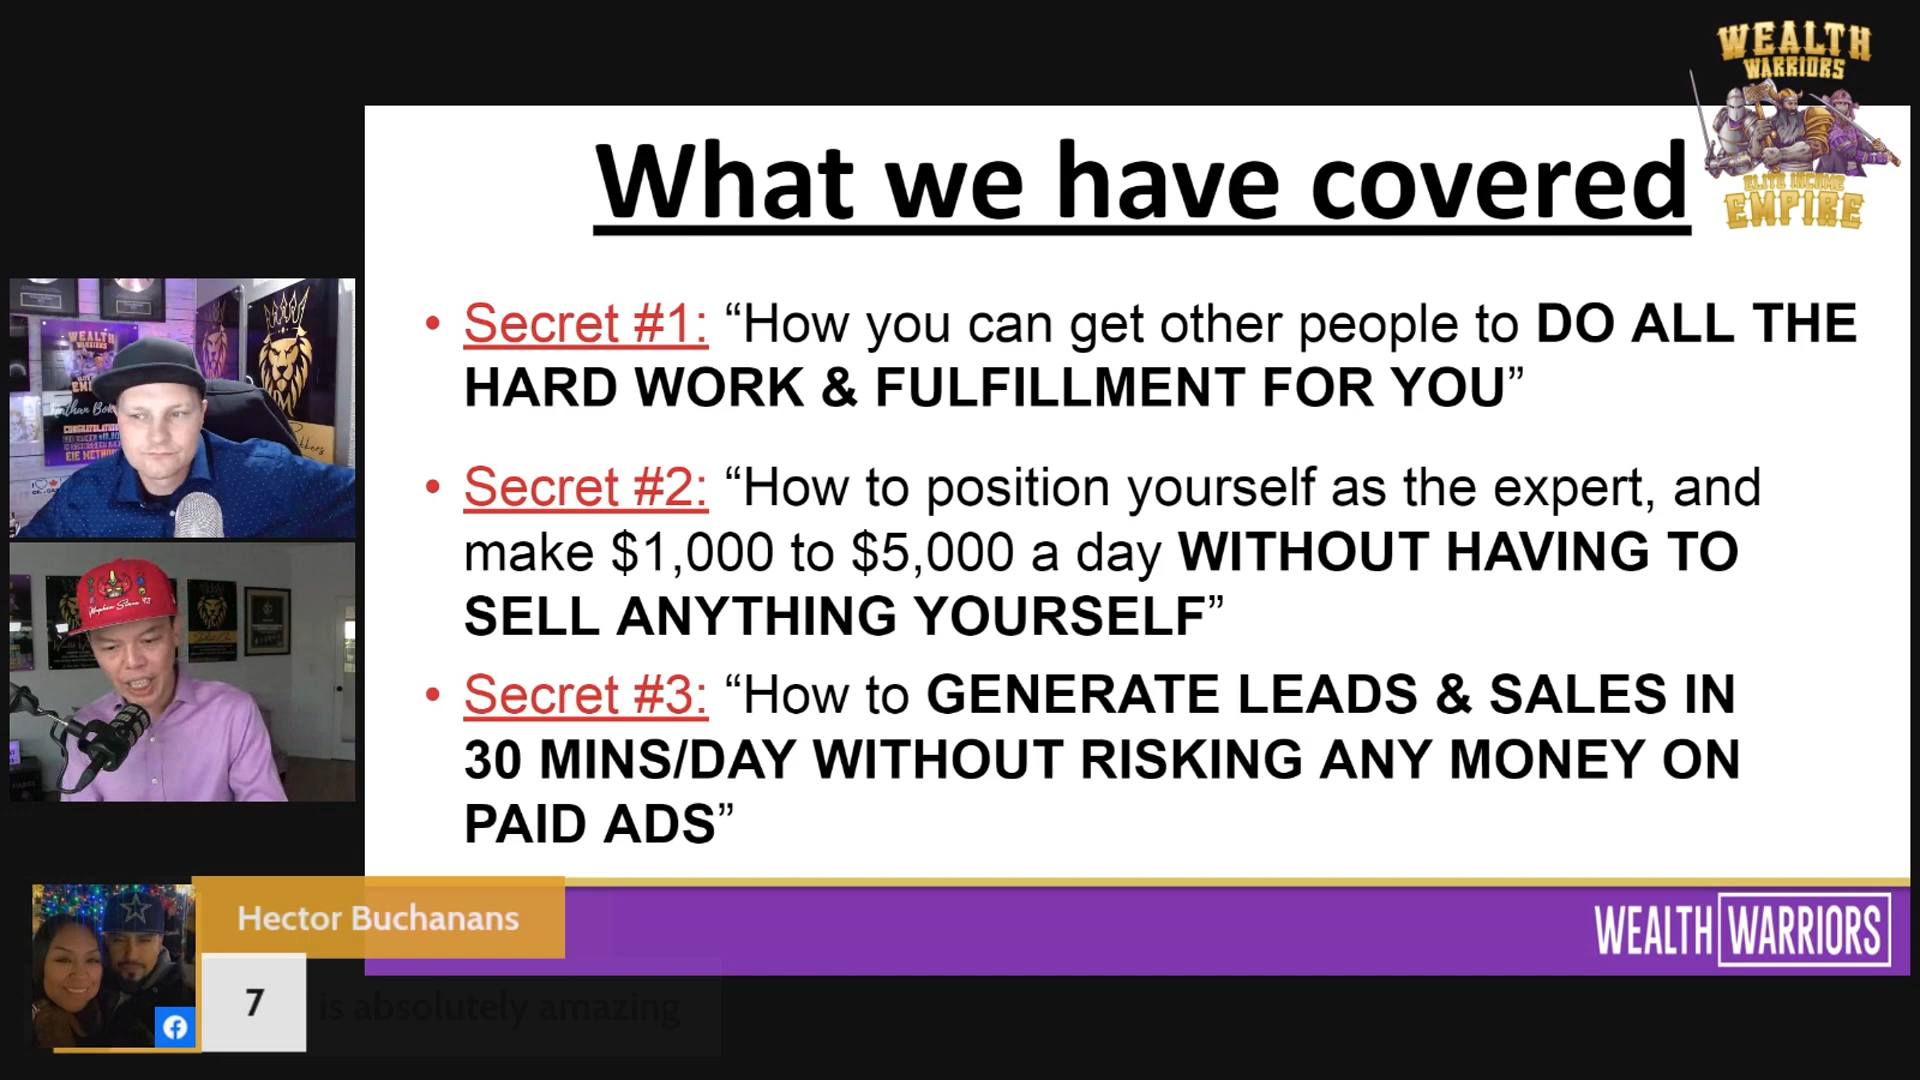 WEALTH
WARRIORS
ELITE INCOME
EMPIRE
What we have covered
• Secret #1: “How you can get other people to DO ALL THE
HARD WORK & FULFILLMENT FOR YOU”
• Secret #2: “How to position yourself as the expert, and
make $1,000 to $5,000 a day WITHOUT HAVING TO
SELL ANYTHING YOURSELF”
• Secret #3: “How to GENERATE LEADS & SALES IN
30 MINS/DAY WITHOUT RISKING ANY MONEY ON
PAID ADS”
WEALTH WARRIORS
WEALTH
EIE METHOD
Hector Buchanans
7
is absolutely amazing